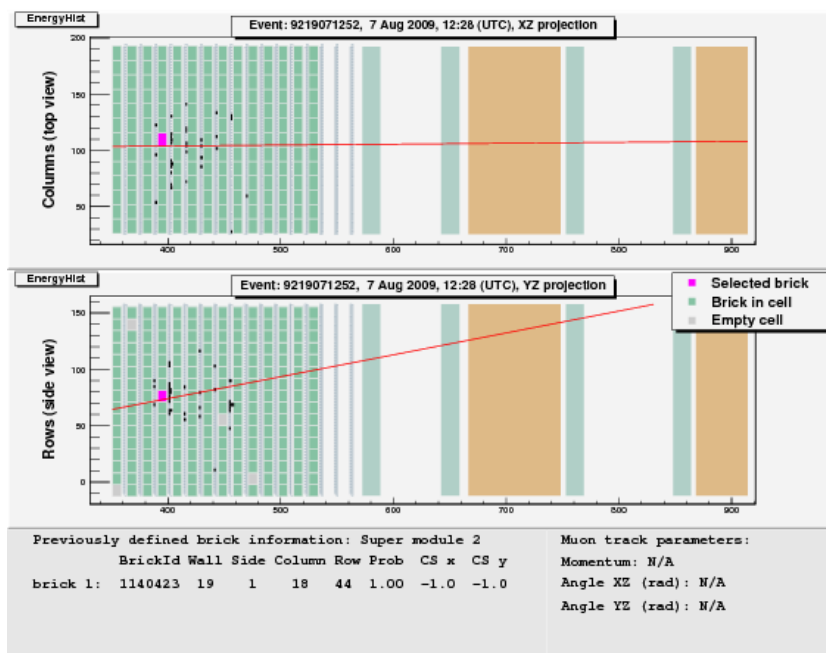 EnergyHist
Event: 9219071252, 7 Aug 2009, 12:28 (UTC), XZ projection
Columns (top view)
200
150
100
50
400 500 600 700 800 900
EnergyHist
Event: 9219071252, 7 Aug 2009, 12:28 (UTC), YZ projection
Selected brick
Brick in cell
Empty cell
Rows (side view)
150
100
50
0
400 500 600 700 800 900
Previously defined brick information: Super module 2
BrickId Wall Side Column Row Prob CS x CS y
brick 1: 1140423 19 1 18 44 1.00 -1.0 -1.0
Muon track parameters:
Momentum: N/A
Angle XZ (rad): N/A
Angle YZ (rad): N/A